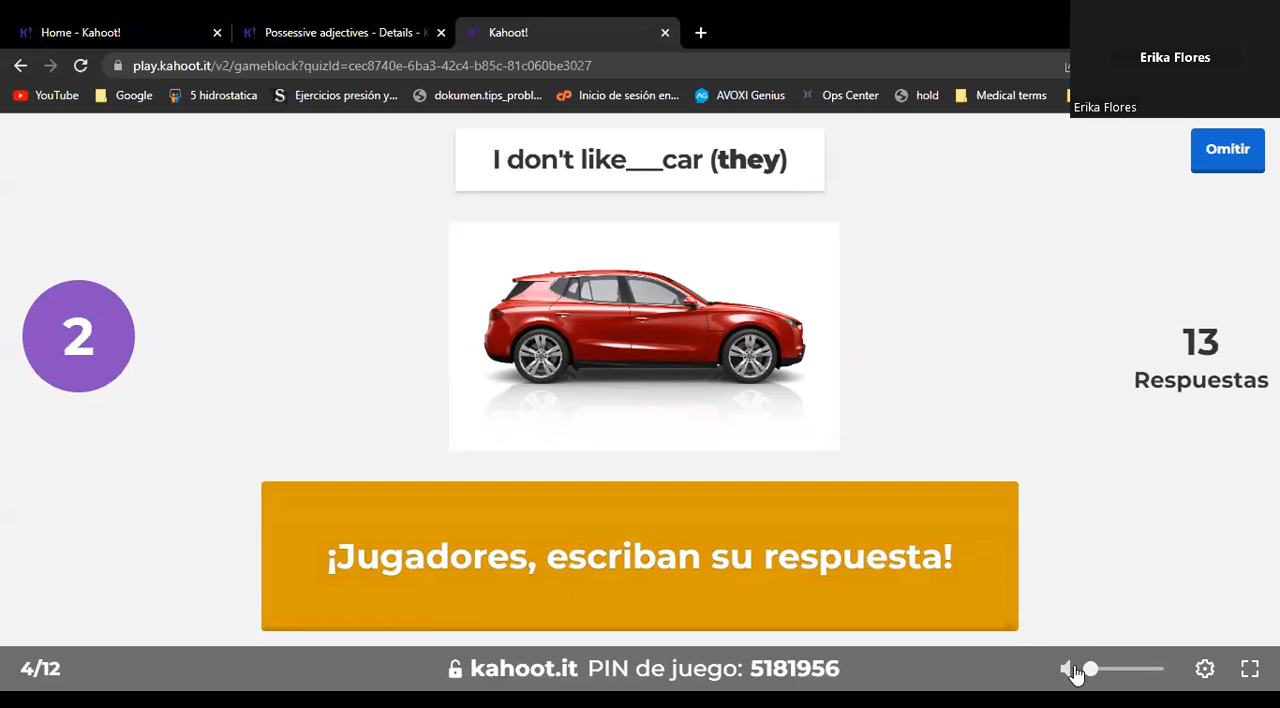 Home - Kahoot!
Possessive adjectives - Details -
Kahoot!
play.kahoot.it/v2/gameblock?quizId=cec8740e-6ba3-42c4-b85c-81c060be3027
YouTube
Google
5 hidrostatica
Ejercicios presión y...
dokumen.tips_probl...
Inicio de sesión en...
AVOXI Genius
Ops Center
hold
Medical terms
Erika Flores
Erika Flores
I don't like___car (they)
Omitir
2
13
Respuestas
¡Jugadores, escriban su respuesta!
4/12
kahoot.it PIN de juego: 5181956